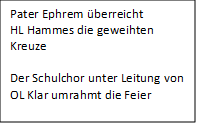 Pater Ephrem überreicht
HL Hammes die geweihten
Kreuze
Der Schulchor unter Leitung von
OL Klar umrahmt die Feier